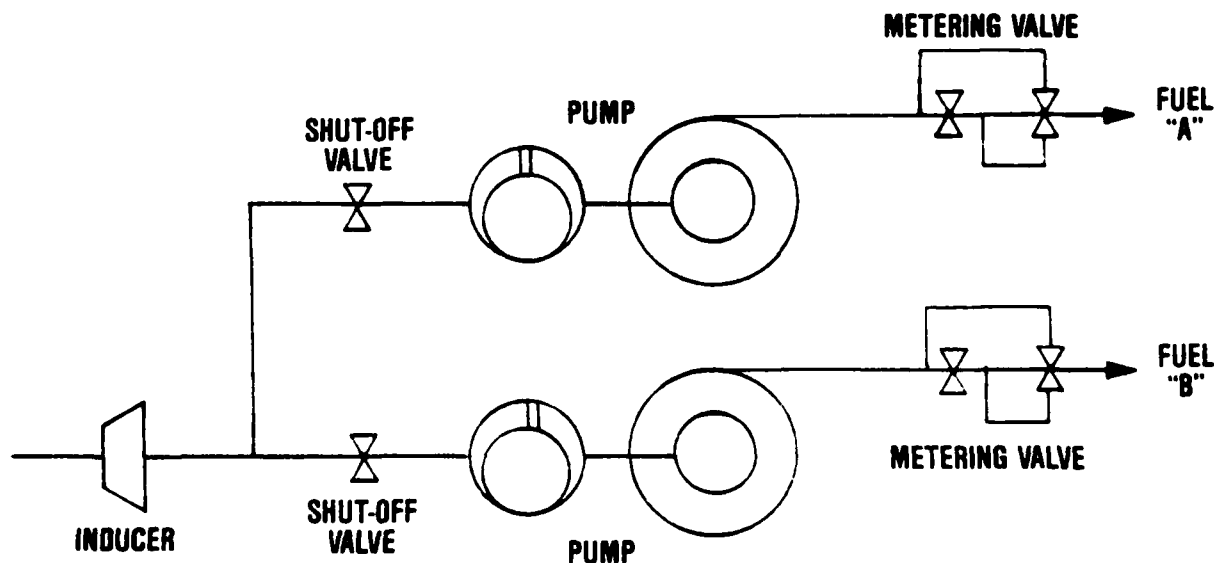 METERING VALVE
FUEL
"A"
PUMP
SHUT-OFF
VALVE
FUEL
"B"
METERING VALVE
SHUT-OFF
VALVE
INDUCER
PUMP